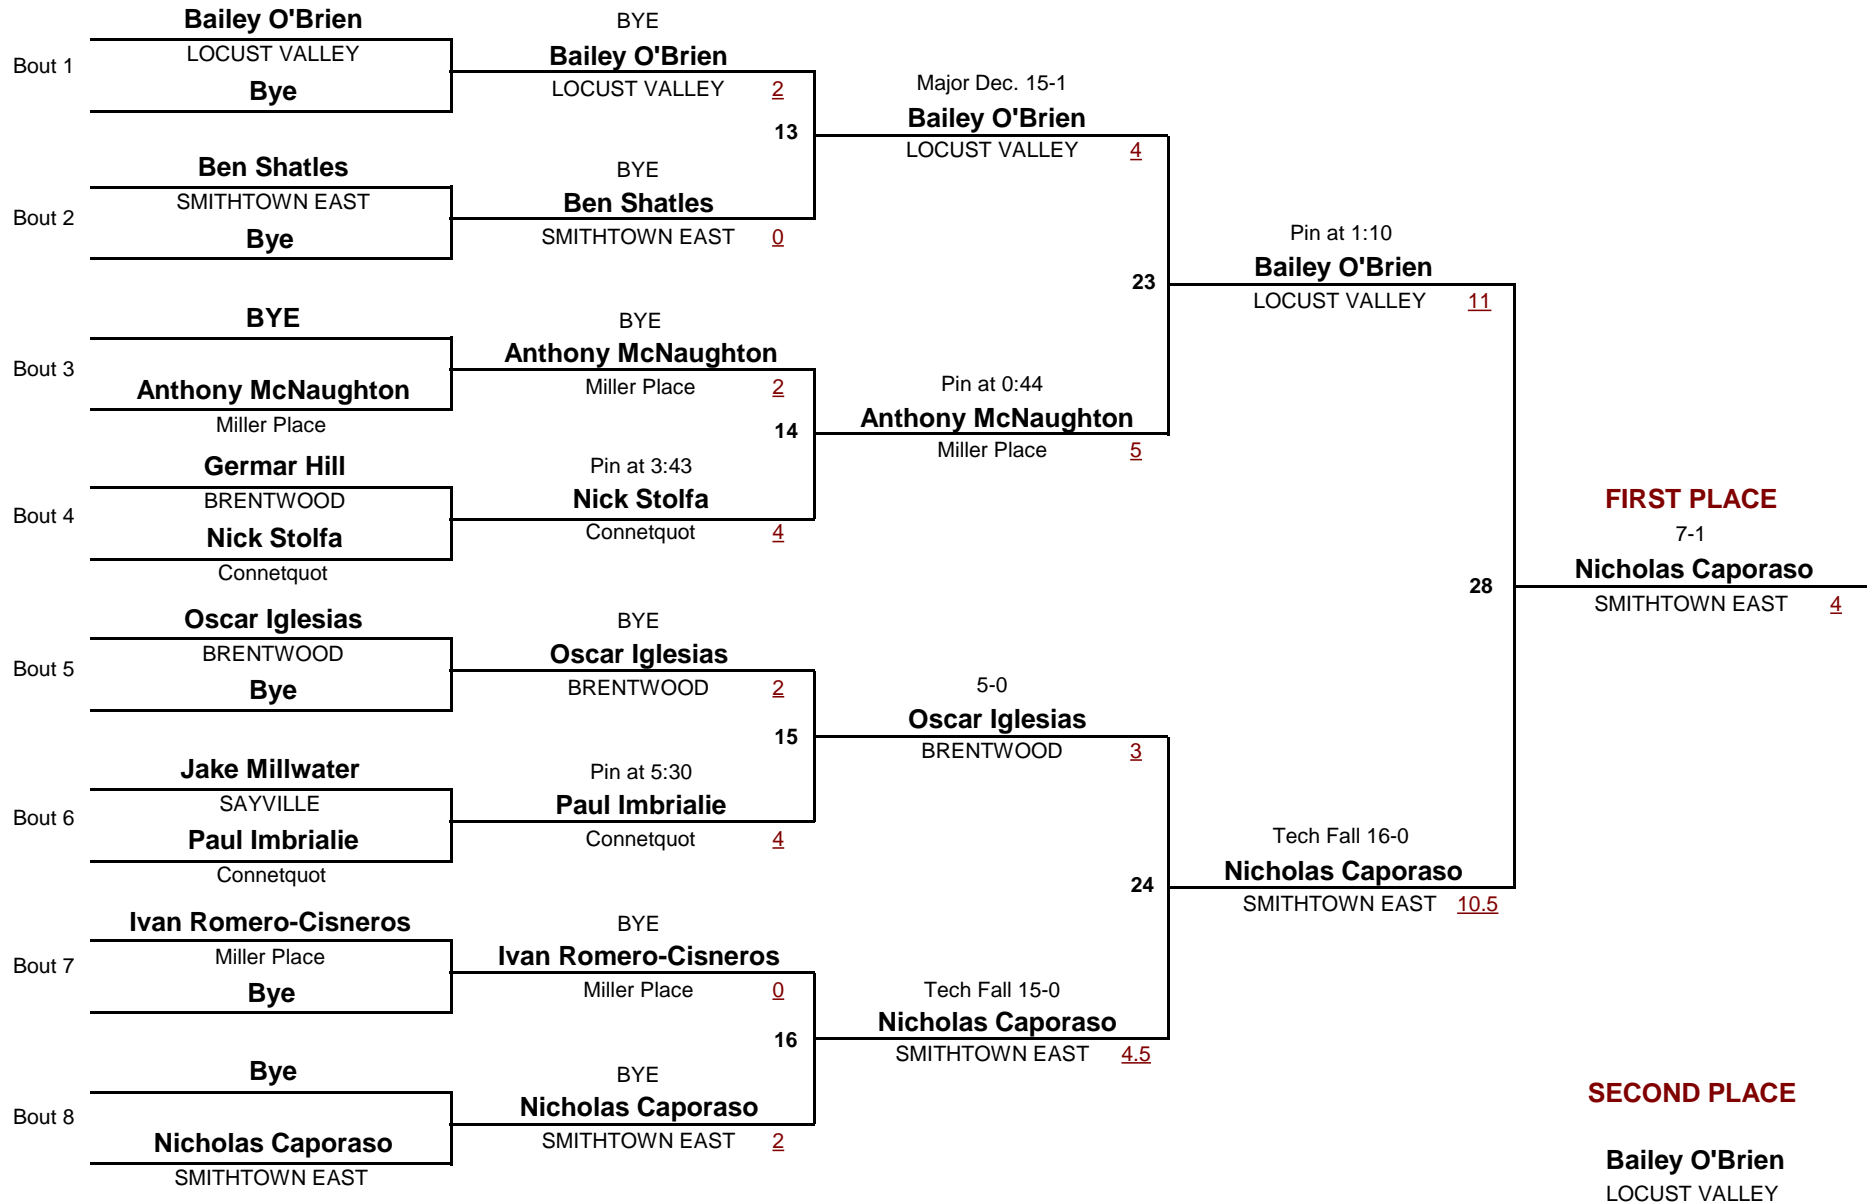 Bout 1
Bailey O'Brien
LOCUST VALLEY
Bye
Bout 2
Ben Shatles
SMITHTOWN EAST
Bye
Bout 3
BYE
Anthony McNaughton
Miller Place
Bout 4
Germar Hill
BRENTWOOD
Nick Stolfa
Connetquot
Bout 5
Oscar Iglesias
BRENTWOOD
Bye
Bout 6
Jake Millwater
SAYVILLE
Paul Imbrialie
Connetquot
Bout 7
Ivan Romero-Cisneros
Miller Place
Bye
Bout 8
Bye
Nicholas Caporaso
SMITHTOWN EAST
BYE
Bailey O'Brien
LOCUST VALLEY 2
13
BYE
Ben Shatles
SMITHTOWN EAST 0
BYE
Anthony McNaughton
Miller Place 2
14
Pin at 3:43
Nick Stolfa
Connetquot 4
BYE
Oscar Iglesias
BRENTWOOD 2
15
Pin at 5:30
Paul Imbrialie
Connetquot 4
BYE
Ivan Romero-Cisneros
Miller Place 0
16
BYE
Nicholas Caporaso
SMITHTOWN EAST 2
Major Dec. 15-1
Bailey O'Brien
LOCUST VALLEY 4
23
Pin at 0:44
Anthony McNaughton
Miller Place 5
5-0
Oscar Iglesias
BRENTWOOD 3
24
Tech Fall 15-0
Nicholas Caporaso
SMITHTOWN EAST 4.5
Pin at 1:10
Bailey O'Brien
LOCUST VALLEY 11
28
Tech Fall 16-0
Nicholas Caporaso
SMITHTOWN EAST 10.5
FIRST PLACE
7-1
Nicholas Caporaso
SMITHTOWN EAST 4
SECOND PLACE
Bailey O'Brien
LOCUST VALLEY